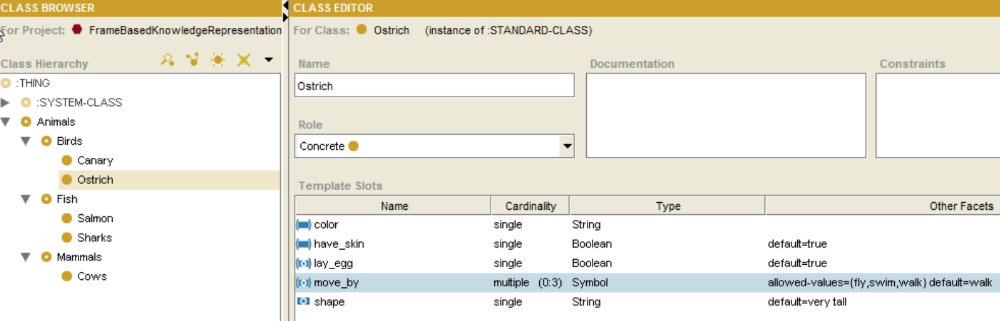 CLASS BROWSER
For Project: FrameBasedKnowledgeRepresentation
Class Hierarchy
:THING
:SYSTEM-CLASS
Animals
Birds
Canary
Ostrich
Fish
Salmon
Sharks
Mammals
Cows
CLASS EDITOR
For Class: Ostrich (instance of :STANDARD-CLASS)
Name Documentation Constraints
Ostrich
Role
Concrete
Template Slots
Name Cardinality Type Other Facets
color single String
have_skin single Boolean default=true
lay_egg single Boolean default=true
move_by multiple (0:3) Symbol allowed-values={fly,swim,walk} default=walk
shape single String default=very tall